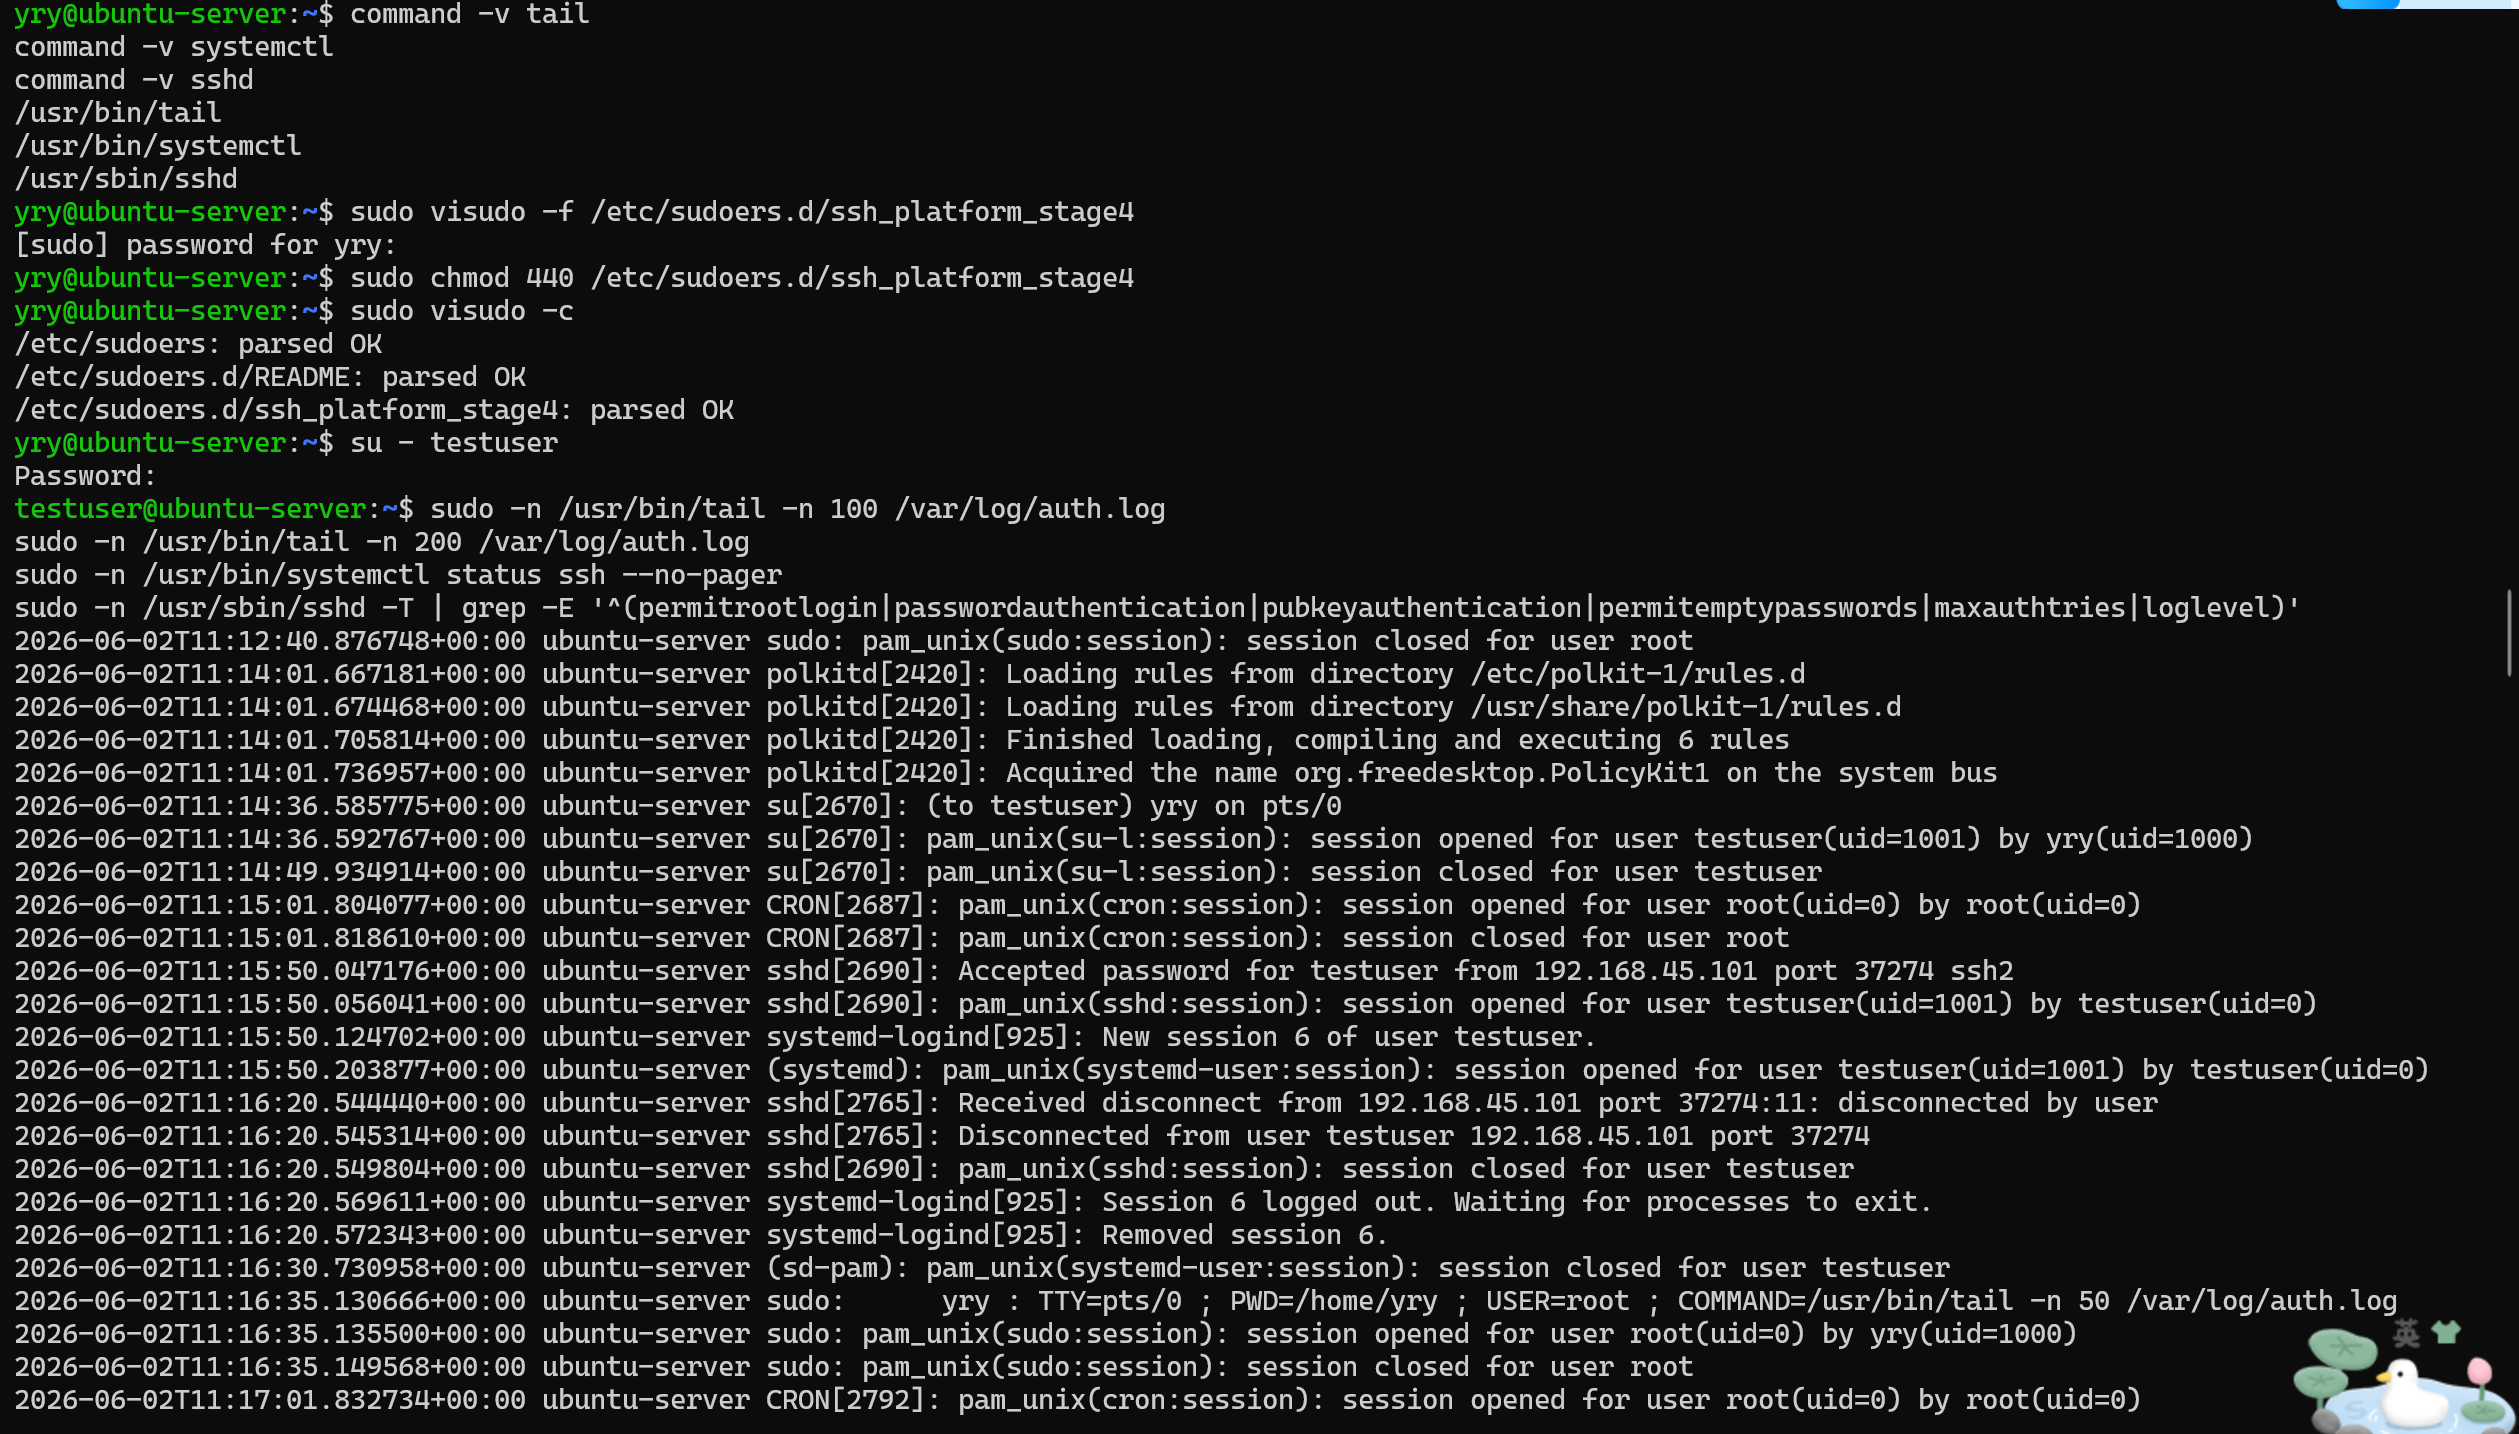 yry@ubuntu-server:~$ command -v tail
command -v systemctl
command -v sshd
/usr/bin/tail
/usr/bin/systemctl
/usr/sbin/sshd
yry@ubuntu-server:~$ sudo visudo -f /etc/sudoers.d/ssh_platform_stage4
[sudo] password for yry:
yry@ubuntu-server:~$ sudo chmod 440 /etc/sudoers.d/ssh_platform_stage4
yry@ubuntu-server:~$ sudo visudo -c
/etc/sudoers: parsed OK
/etc/sudoers.d/README: parsed OK
/etc/sudoers.d/ssh_platform_stage4: parsed OK
yry@ubuntu-server:~$ su - testuser
Password:
testuser@ubuntu-server:~$ sudo -n /usr/bin/tail -n 100 /var/log/auth.log
sudo -n /usr/bin/tail -n 200 /var/log/auth.log
sudo -n /usr/bin/systemctl status ssh --no-pager
sudo -n /usr/sbin/sshd -T | grep -E '^(permitrootlogin|passwordauthentication|pubkeyauthentication|permitemptypasswords|maxauthtries|loglevel)'
2026-06-02T11:12:40.876748+00:00 ubuntu-server sudo: pam_unix(sudo:session): session closed for user root
2026-06-02T11:14:01.667181+00:00 ubuntu-server polkitd[2420]: Loading rules from directory /etc/polkit-1/rules.d
2026-06-02T11:14:01.674468+00:00 ubuntu-server polkitd[2420]: Loading rules from directory /usr/share/polkit-1/rules.d
2026-06-02T11:14:01.705814+00:00 ubuntu-server polkitd[2420]: Finished loading, compiling and executing 6 rules
2026-06-02T11:14:01.736957+00:00 ubuntu-server polkitd[2420]: Acquired the name org.freedesktop.PolicyKit1 on the system bus
2026-06-02T11:14:36.585775+00:00 ubuntu-server su[2670]: (to testuser) yry on pts/0
2026-06-02T11:14:36.592767+00:00 ubuntu-server su[2670]: pam_unix(su-l:session): session opened for user testuser(uid=1001) by yry(uid=1000)
2026-06-02T11:14:49.934914+00:00 ubuntu-server su[2670]: pam_unix(su-l:session): session closed for user testuser
2026-06-02T11:15:01.804077+00:00 ubuntu-server CRON[2687]: pam_unix(cron:session): session opened for user root(uid=0) by root(uid=0)
2026-06-02T11:15:01.818610+00:00 ubuntu-server CRON[2687]: pam_unix(cron:session): session closed for user root
2026-06-02T11:15:50.047176+00:00 ubuntu-server sshd[2690]: Accepted password for testuser from 192.168.45.101 port 37274 ssh2
2026-06-02T11:15:50.056041+00:00 ubuntu-server sshd[2690]: pam_unix(sshd:session): session opened for user testuser(uid=1001) by testuser(uid=0)
2026-06-02T11:15:50.124702+00:00 ubuntu-server systemd-logind[925]: New session 6 of user testuser.
2026-06-02T11:15:50.203877+00:00 ubuntu-server (systemd): pam_unix(systemd-user:session): session opened for user testuser(uid=1001) by testuser(uid=0)
2026-06-02T11:16:20.544440+00:00 ubuntu-server sshd[2765]: Received disconnect from 192.168.45.101 port 37274:11: disconnected by user
2026-06-02T11:16:20.545314+00:00 ubuntu-server sshd[2765]: Disconnected from user testuser 192.168.45.101 port 37274
2026-06-02T11:16:20.549804+00:00 ubuntu-server sshd[2690]: pam_unix(sshd:session): session closed for user testuser
2026-06-02T11:16:20.569611+00:00 ubuntu-server systemd-logind[925]: Session 6 logged out. Waiting for processes to exit.
2026-06-02T11:16:20.572343+00:00 ubuntu-server systemd-logind[925]: Removed session 6.
2026-06-02T11:16:30.730958+00:00 ubuntu-server (sd-pam): pam_unix(systemd-user:session): session closed for user testuser
2026-06-02T11:16:35.130666+00:00 ubuntu-server sudo:      yry : TTY=pts/0 ; PWD=/home/yry ; USER=root ; COMMAND=/usr/bin/tail -n 50 /var/log/auth.log
2026-06-02T11:16:35.135500+00:00 ubuntu-server sudo: pam_unix(sudo:session): session opened for user root(uid=0) by yry(uid=1000)
2026-06-02T11:16:35.149568+00:00 ubuntu-server sudo: pam_unix(sudo:session): session closed for user root
2026-06-02T11:17:01.832734+00:00 ubuntu-server CRON[2792]: pam_unix(cron:session): session opened for user root(uid=0) by root(uid=0)
英